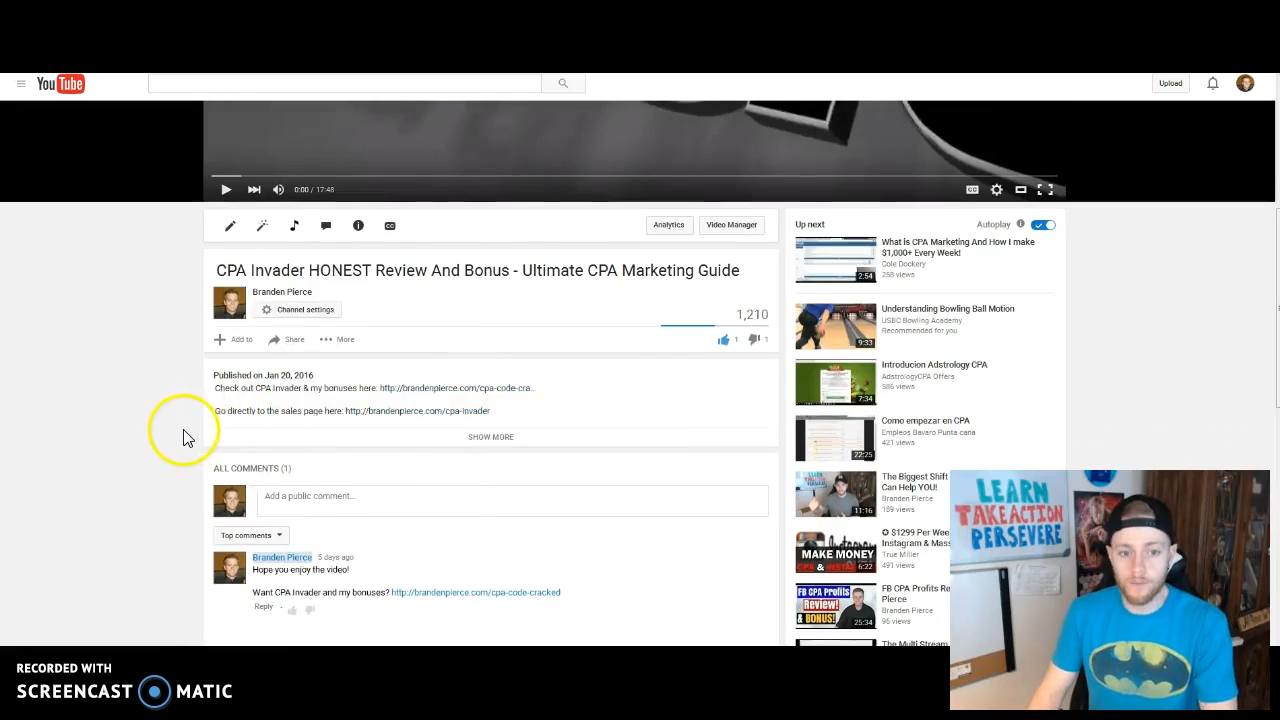 YouTube
Upload
0:00 / 17:48
CC
Analytics
Video Manager
CPA Invader HONEST Review And Bonus - Ultimate CPA Marketing Guide
Branden Pierce
Channel settings
1,210
Add to
Share
More
1
1
Published on Jan 20, 2016
Check out CPA Invader & my bonuses here: http://brandenpierce.com/cpa-code-cra...
Go directly to the sales page here: http://brandenpierce.com/cpa-invader
SHOW MORE
ALL COMMENTS (1)
Add a public comment...
Top comments
Branden Pierce 5 days ago
Hope you enjoy the video!
Want CPA Invader and my bonuses? http://brandenpierce.com/cpa-code-cracked
Reply
Up next
Autoplay
What is CPA Marketing And How I make
$1,000+ Every Week!
Cole Dockery
258 views
2:54
Understanding Bowling Ball Motion
USBC Bowling Academy
Recommended for you
9:33
Introducion Adstrology CPA
AdstrologyCPA Offers
586 views
7:34
Como empezar en CPA
Empleos Bavaro Punta cana
421 views
22:25
The Biggest Shift
Can Help YOU!
Branden Pierce
189 views
11:16
✪ $1299 Per Wee
Instagram & Mass
True Miller
491 views
MAKE MONEY
6:22
FB CPA Profits Re
Pierce
Branden Pierce
96 views
FB CPA Profits
Review!
& BONUS!
25:34
The Multi Stream
LEARN
TAKE ACTION
PERSEVERE
RECORDED WITH
SCREENCAST MATIC